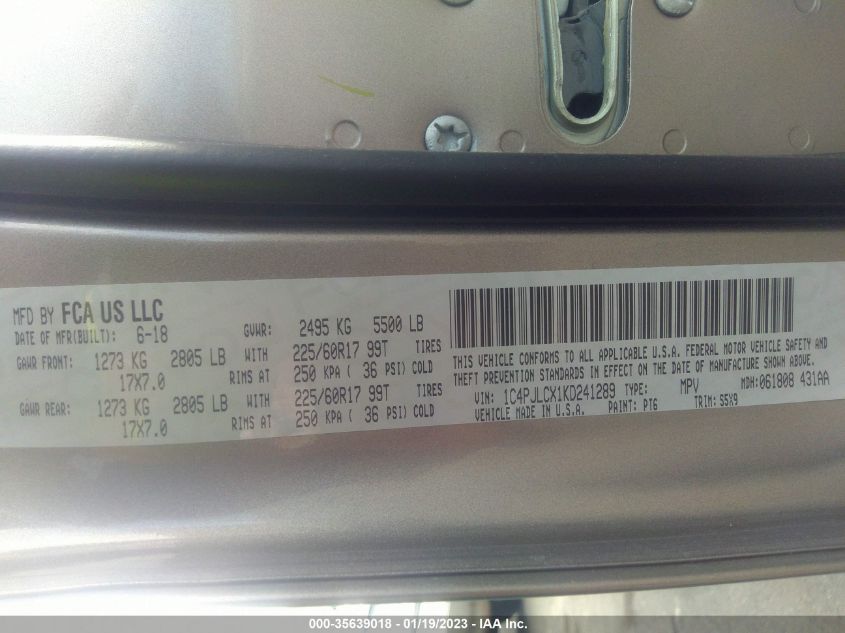 MFD BY FCA US LLC
DATE OF MFR(BUILT): 6-18 GVWR: 2495 KG 5500 LB
GAWR FRONT: 1273 KG 2805 LB WITH 225/60R17 99T TIRES
17X7.0 RIMS AT 250 KPA ( 36 PSI) COLD
GAWR REAR: 1273 KG 2805 LB WITH 225/60R17 99T TIRES
17X7.0 RIMS AT 250 KPA ( 36 PSI) COLD
THIS VEHICLE CONFORMS TO ALL APPLICABLE U.S.A. FEDERAL MOTOR VEHICLE SAFETY AND
THEFT PREVENTION STANDARDS IN EFFECT ON THE DATE OF MANUFACTURE SHOWN ABOVE.
VIN: 1C4PJLCX1KD241289 TYPE: MPV MDH:061808 431AA
VEHICLE MADE IN U.S.A. PAINT: PT6 TRIM: S5X9
000-35639018 - 01/19/2023 - IAA Inc.